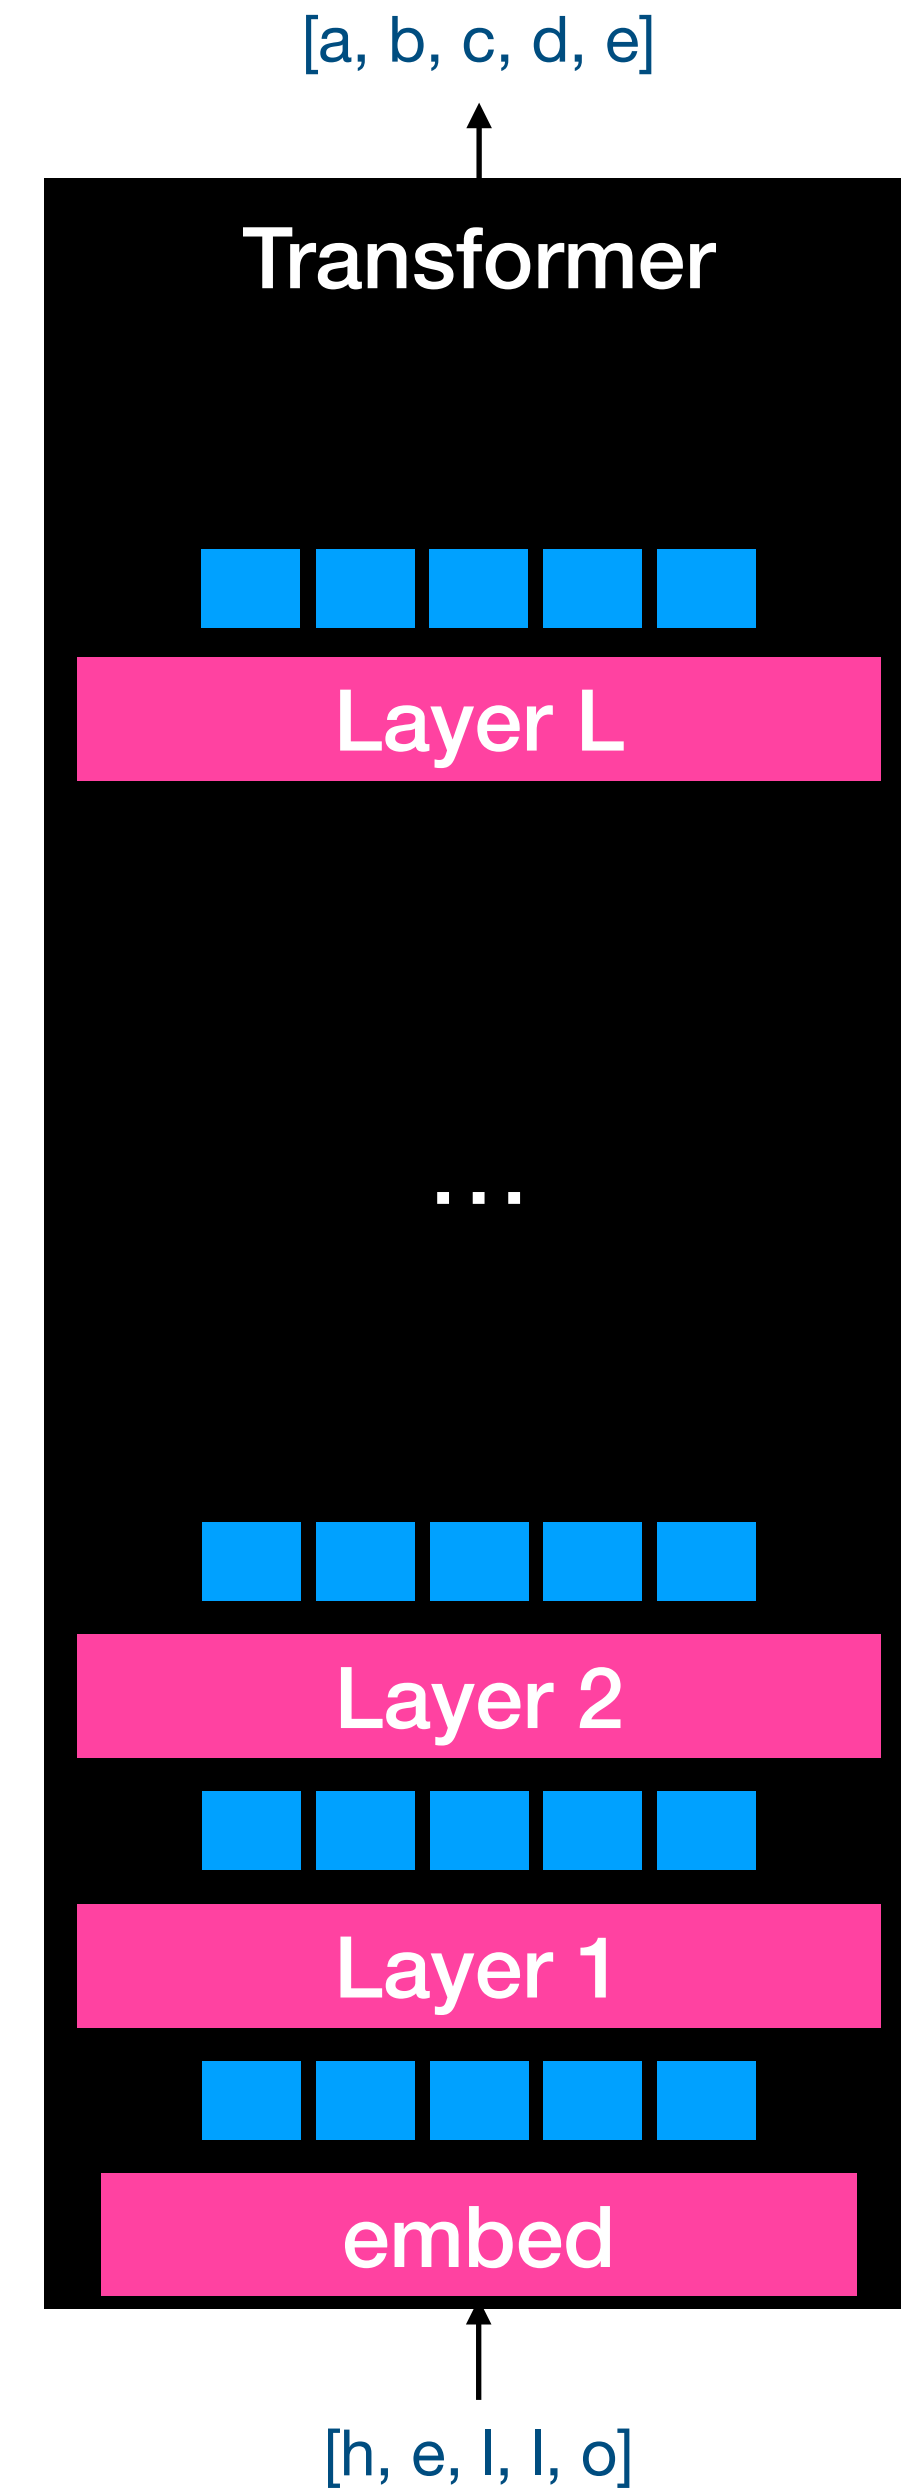 [a, b, c, d, e]
Transformer
Layer L
...
Layer 2
Layer 1
embed
[h, e, l, l, o]